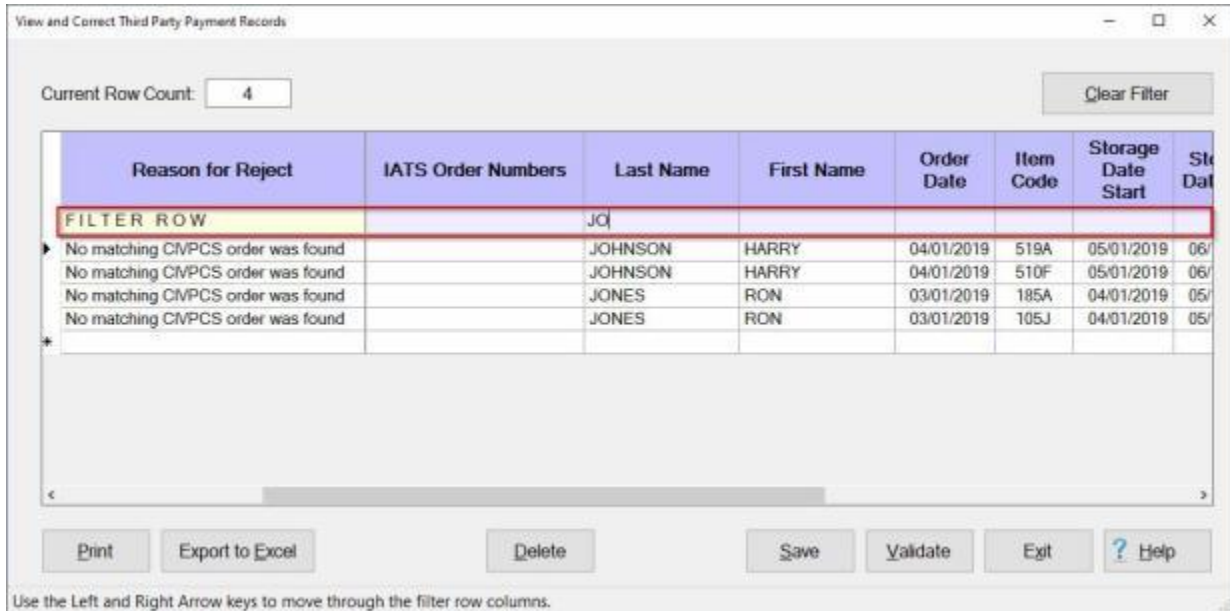 View and Correct Third Party Payment Records
Current Row Count: 4 Clear Filter
Reason for Reject IATS Order Numbers Last Name First Name Order Date Item Code Storage Date Start Sto Dat
FILTER ROW JO
No matching CIVPCS order was found JOHNSON HARRY 04/01/2019 519A 05/01/2019 06/
No matching CIVPCS order was found JOHNSON HARRY 04/01/2019 510F 05/01/2019 06/
No matching CIVPCS order was found JONES RON 03/01/2019 185A 04/01/2019 05/
No matching CIVPCS order was found JONES RON 03/01/2019 105J 04/01/2019 05/
Print Export to Excel Delete Save Validate Exit ? Help
Use the Left and Right Arrow keys to move through the filter row columns.